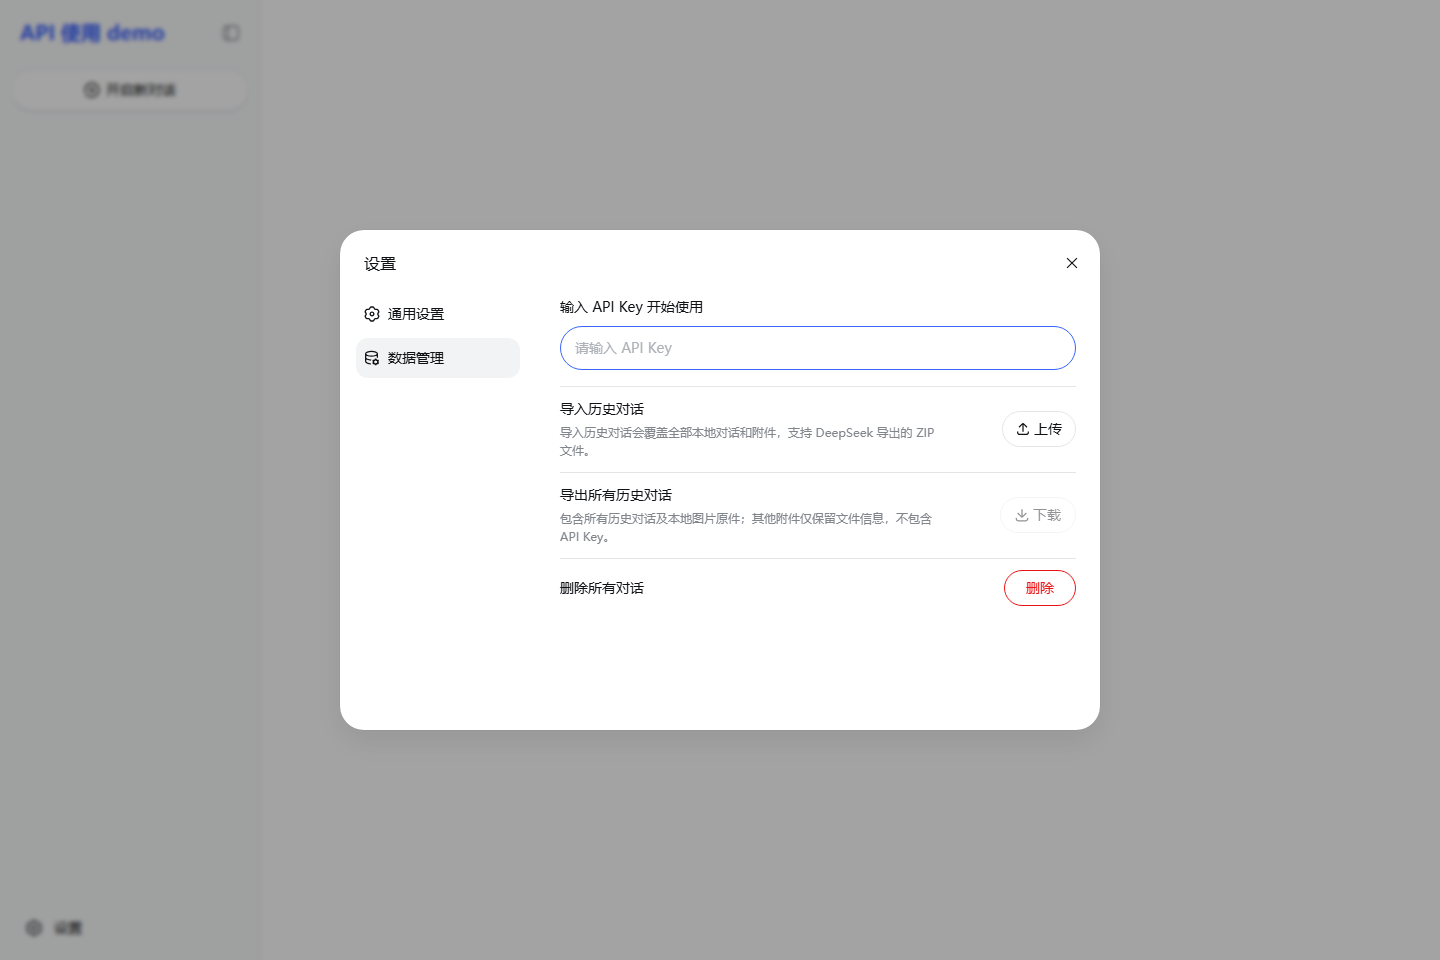 API 使用 demo
开启新对话
设置
通用设置
数据管理
输入 API Key 开始使用
请输入 API Key
导入历史对话
导入历史对话会覆盖全部本地对话和附件，支持 DeepSeek 导出的 ZIP
文件。
上传
导出所有历史对话
包含所有历史对话及本地图片原件；其他附件仅保留文件信息，不包含
API Key。
下载
删除所有对话
删除
设置